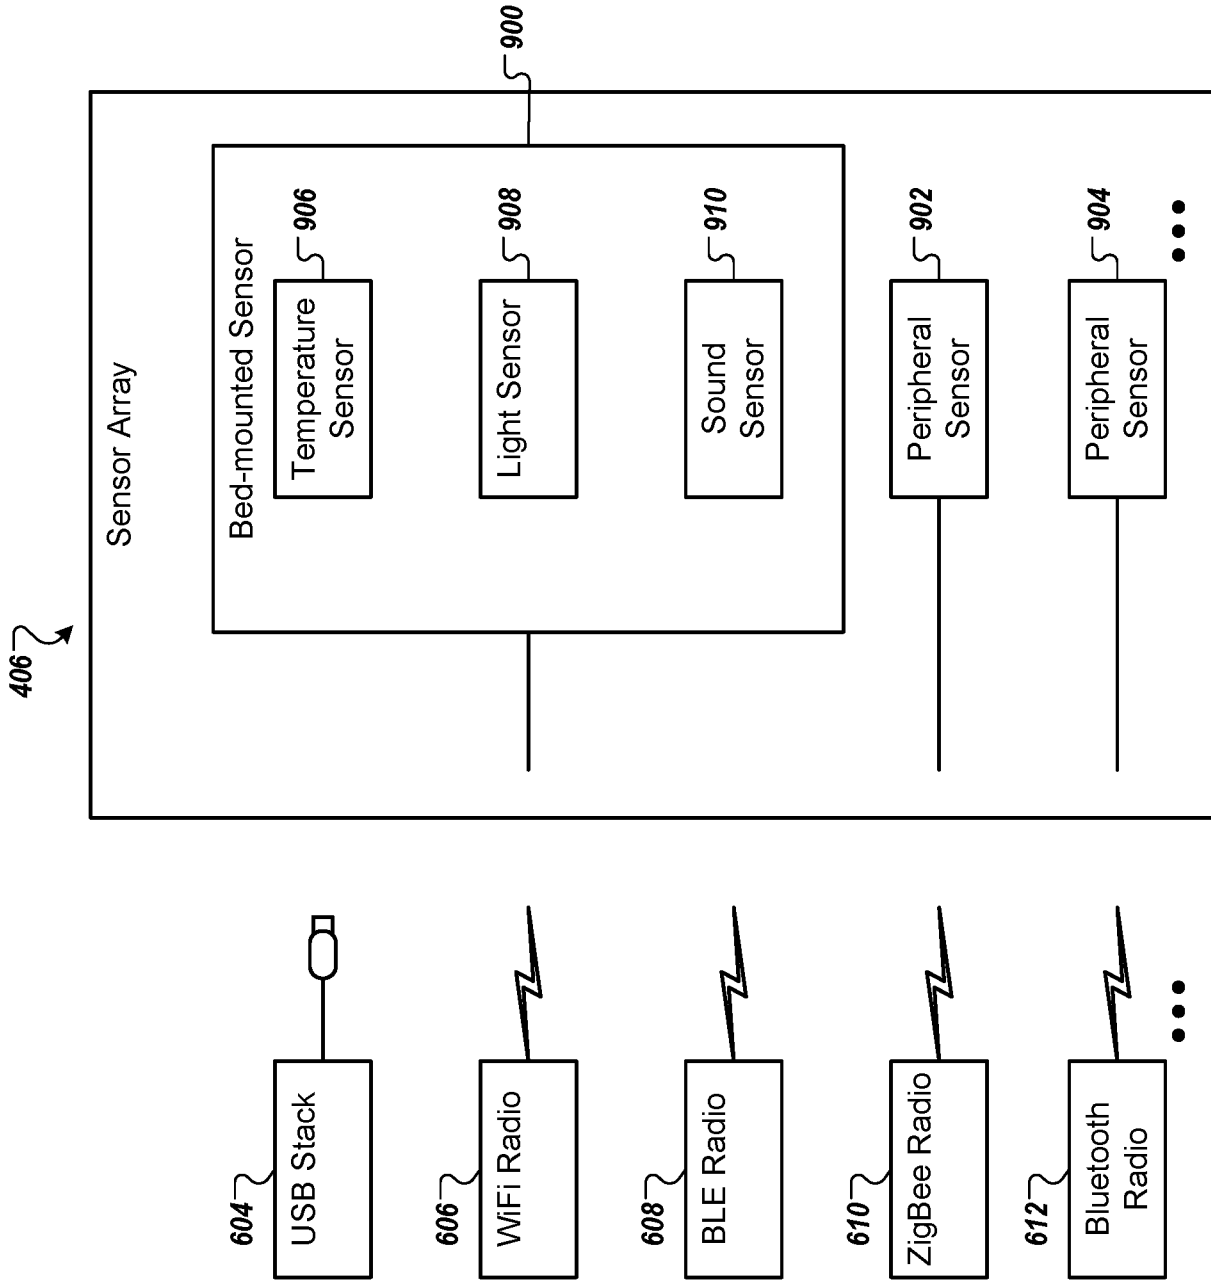 406
Sensor Array
900
Bed-mounted Sensor
906
Temperature
Sensor
908
Light Sensor
910
Sound
Sensor
902
Peripheral
Sensor
904
Peripheral
Sensor
604
USB Stack
606
WiFi Radio
608
BLE Radio
610
ZigBee Radio
612
Bluetooth
Radio